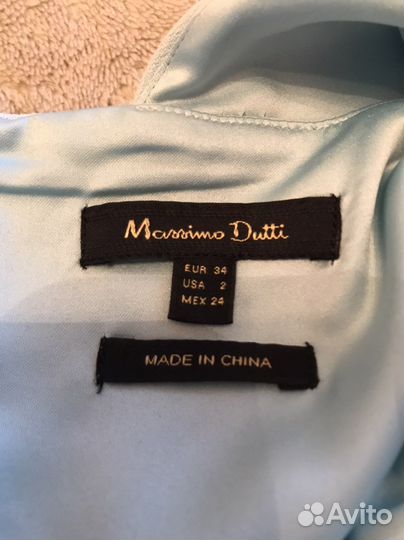 Massimo Dutti
EUR 34
USA 2
MEX 24
MADE IN CHINA
Avito